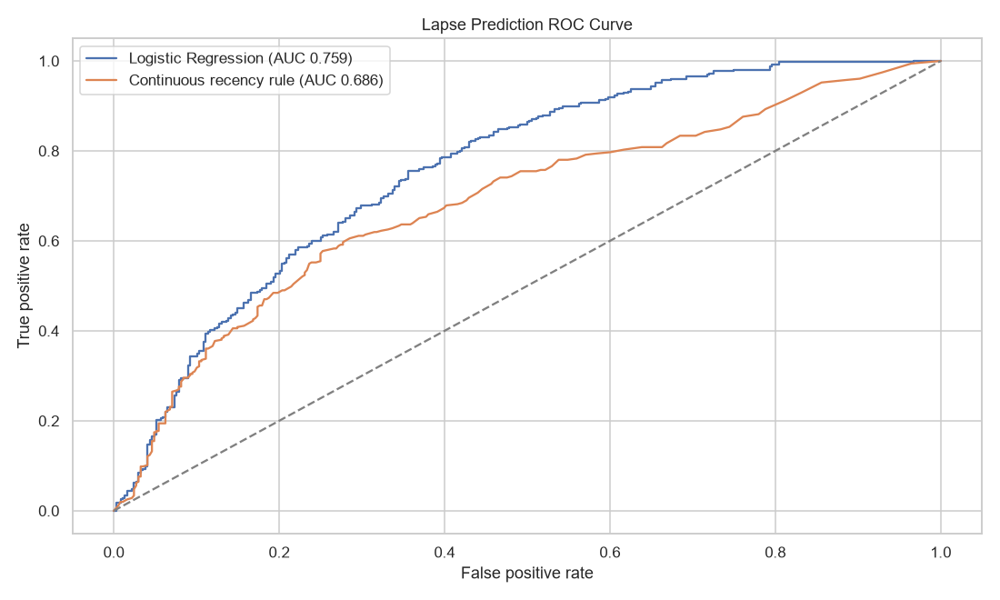 Lapse Prediction ROC Curve
Logistic Regression (AUC 0.759)
Continuous recency rule (AUC 0.686)
True positive rate
1.0
0.8
0.6
0.4
0.2
0.0
0.0 0.2 0.4 0.6 0.8 1.0
False positive rate